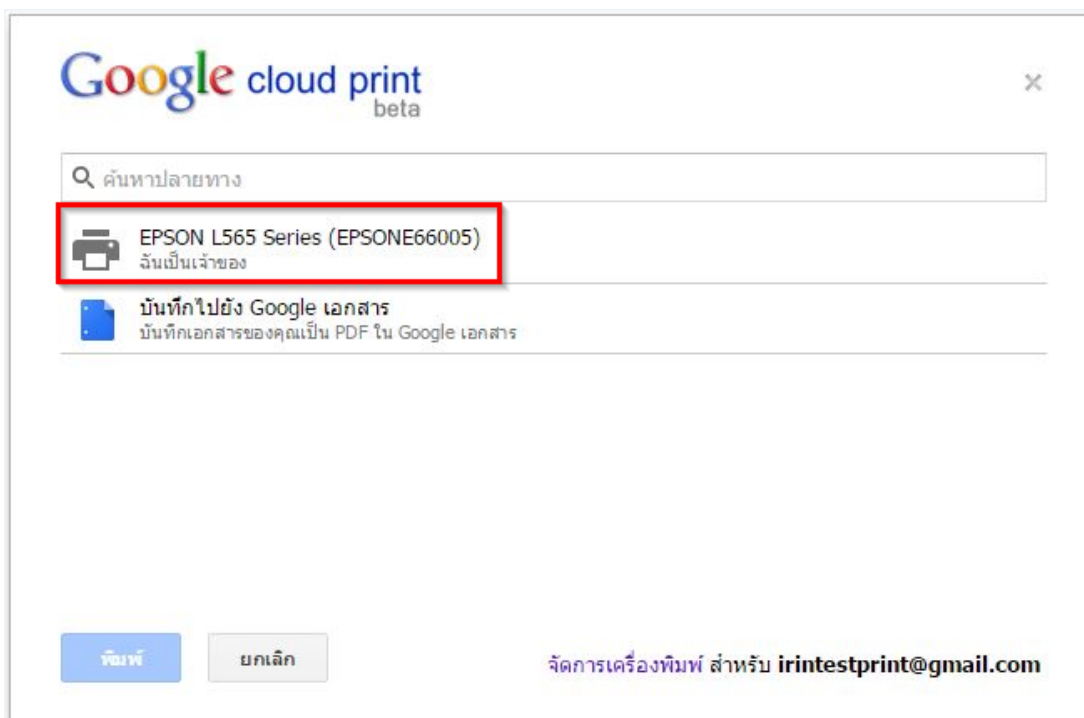 Google cloud print
beta
ค้นหาปลายทาง
EPSON L565 Series (EPSONE66005)
ฉันเป็นเจ้าของ
บันทึกไปยัง Google เอกสาร
บันทึกเอกสารของคุณเป็น PDF ใน Google เอกสาร
พิมพ์ ยกเลิก จัดการเครื่องพิมพ์ สำหรับ irintestprint@gmail.com